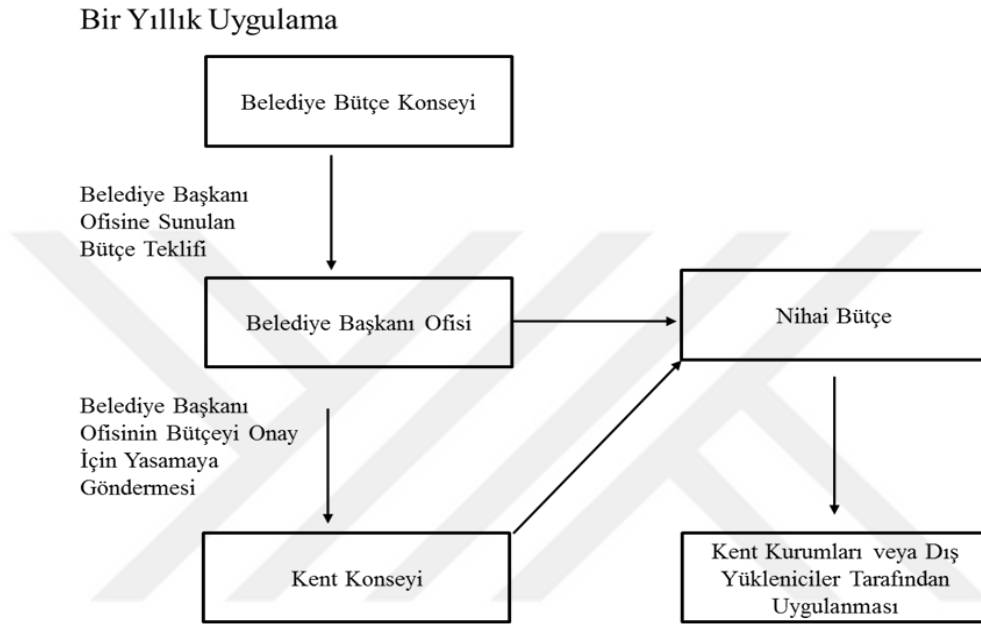 Bir Yıllık Uygulama
Belediye Bütçe Konseyi
Belediye Başkanı
Ofisine Sunulan
Bütçe Teklifi
Belediye Başkanı Ofisi
Nihai Bütçe
Belediye Başkanı
Ofisinin Bütçeyi Onay
İçin Yasamaya
Göndermesi
Kent Konseyi
Kent Kurumları veya Dış
Yükleniciler Tarafından
Uygulanması